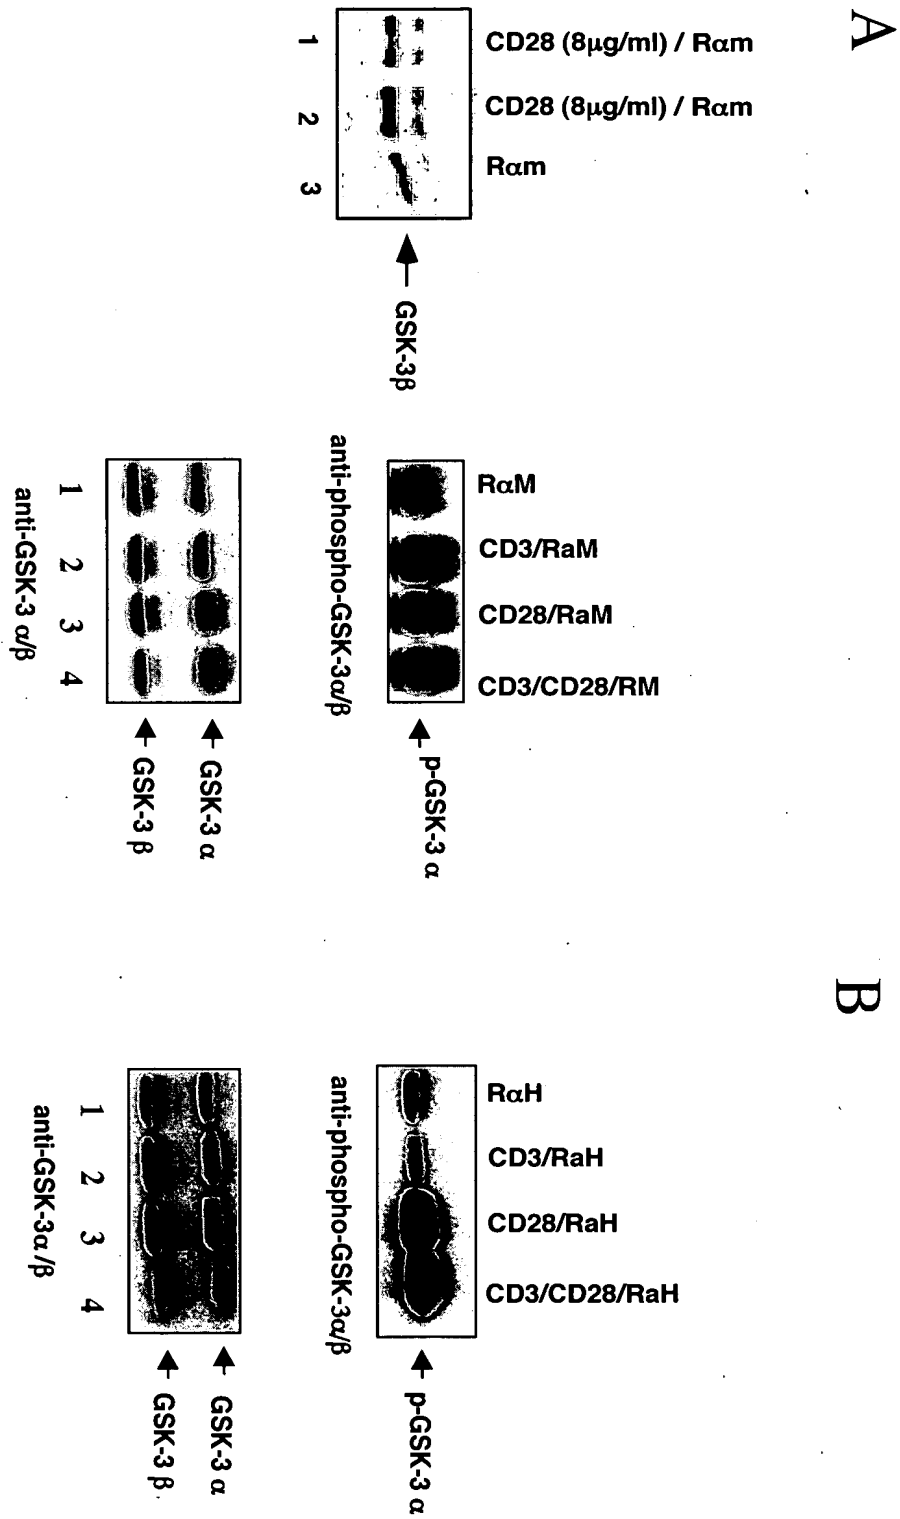 A
CD28 (8μg/ml) / Rαm
CD28 (8μg/ml) / Rαm
Rαm
1
2
3
GSK-3β
RαM
CD3/RaM
CD28/RaM
CD3/CD28/RM
p-GSK-3 α
anti-phospho-GSK-3α/β
GSK-3 α
GSK-3 β
1
2
3
4
anti-GSK-3 α/β
B
RαH
CD3/RaH
CD28/RaH
CD3/CD28/RaH
p-GSK-3 α
anti-phospho-GSK-3α/β
GSK-3 α
GSK-3 β
1
2
3
4
anti-GSK-3α/β